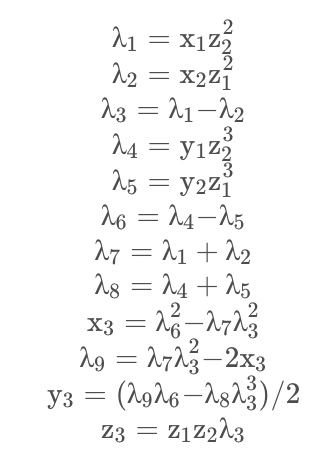 λ₁ = x₁z₂²
λ₂ = x₂z₁²
λ₃ = λ₁−λ₂
λ₄ = y₁z₂³
λ₅ = y₂z₁³
λ₆ = λ₄−λ₅
λ₇ = λ₁ + λ₂
λ₈ = λ₄ + λ₅
x₃ = λ₆²−λ₇λ₃²
λ₉ = λ₇λ₃²−2x₃
y₃ = (λ₉λ₆−λ₈λ₃³)/2
z₃ = z₁z₂λ₃